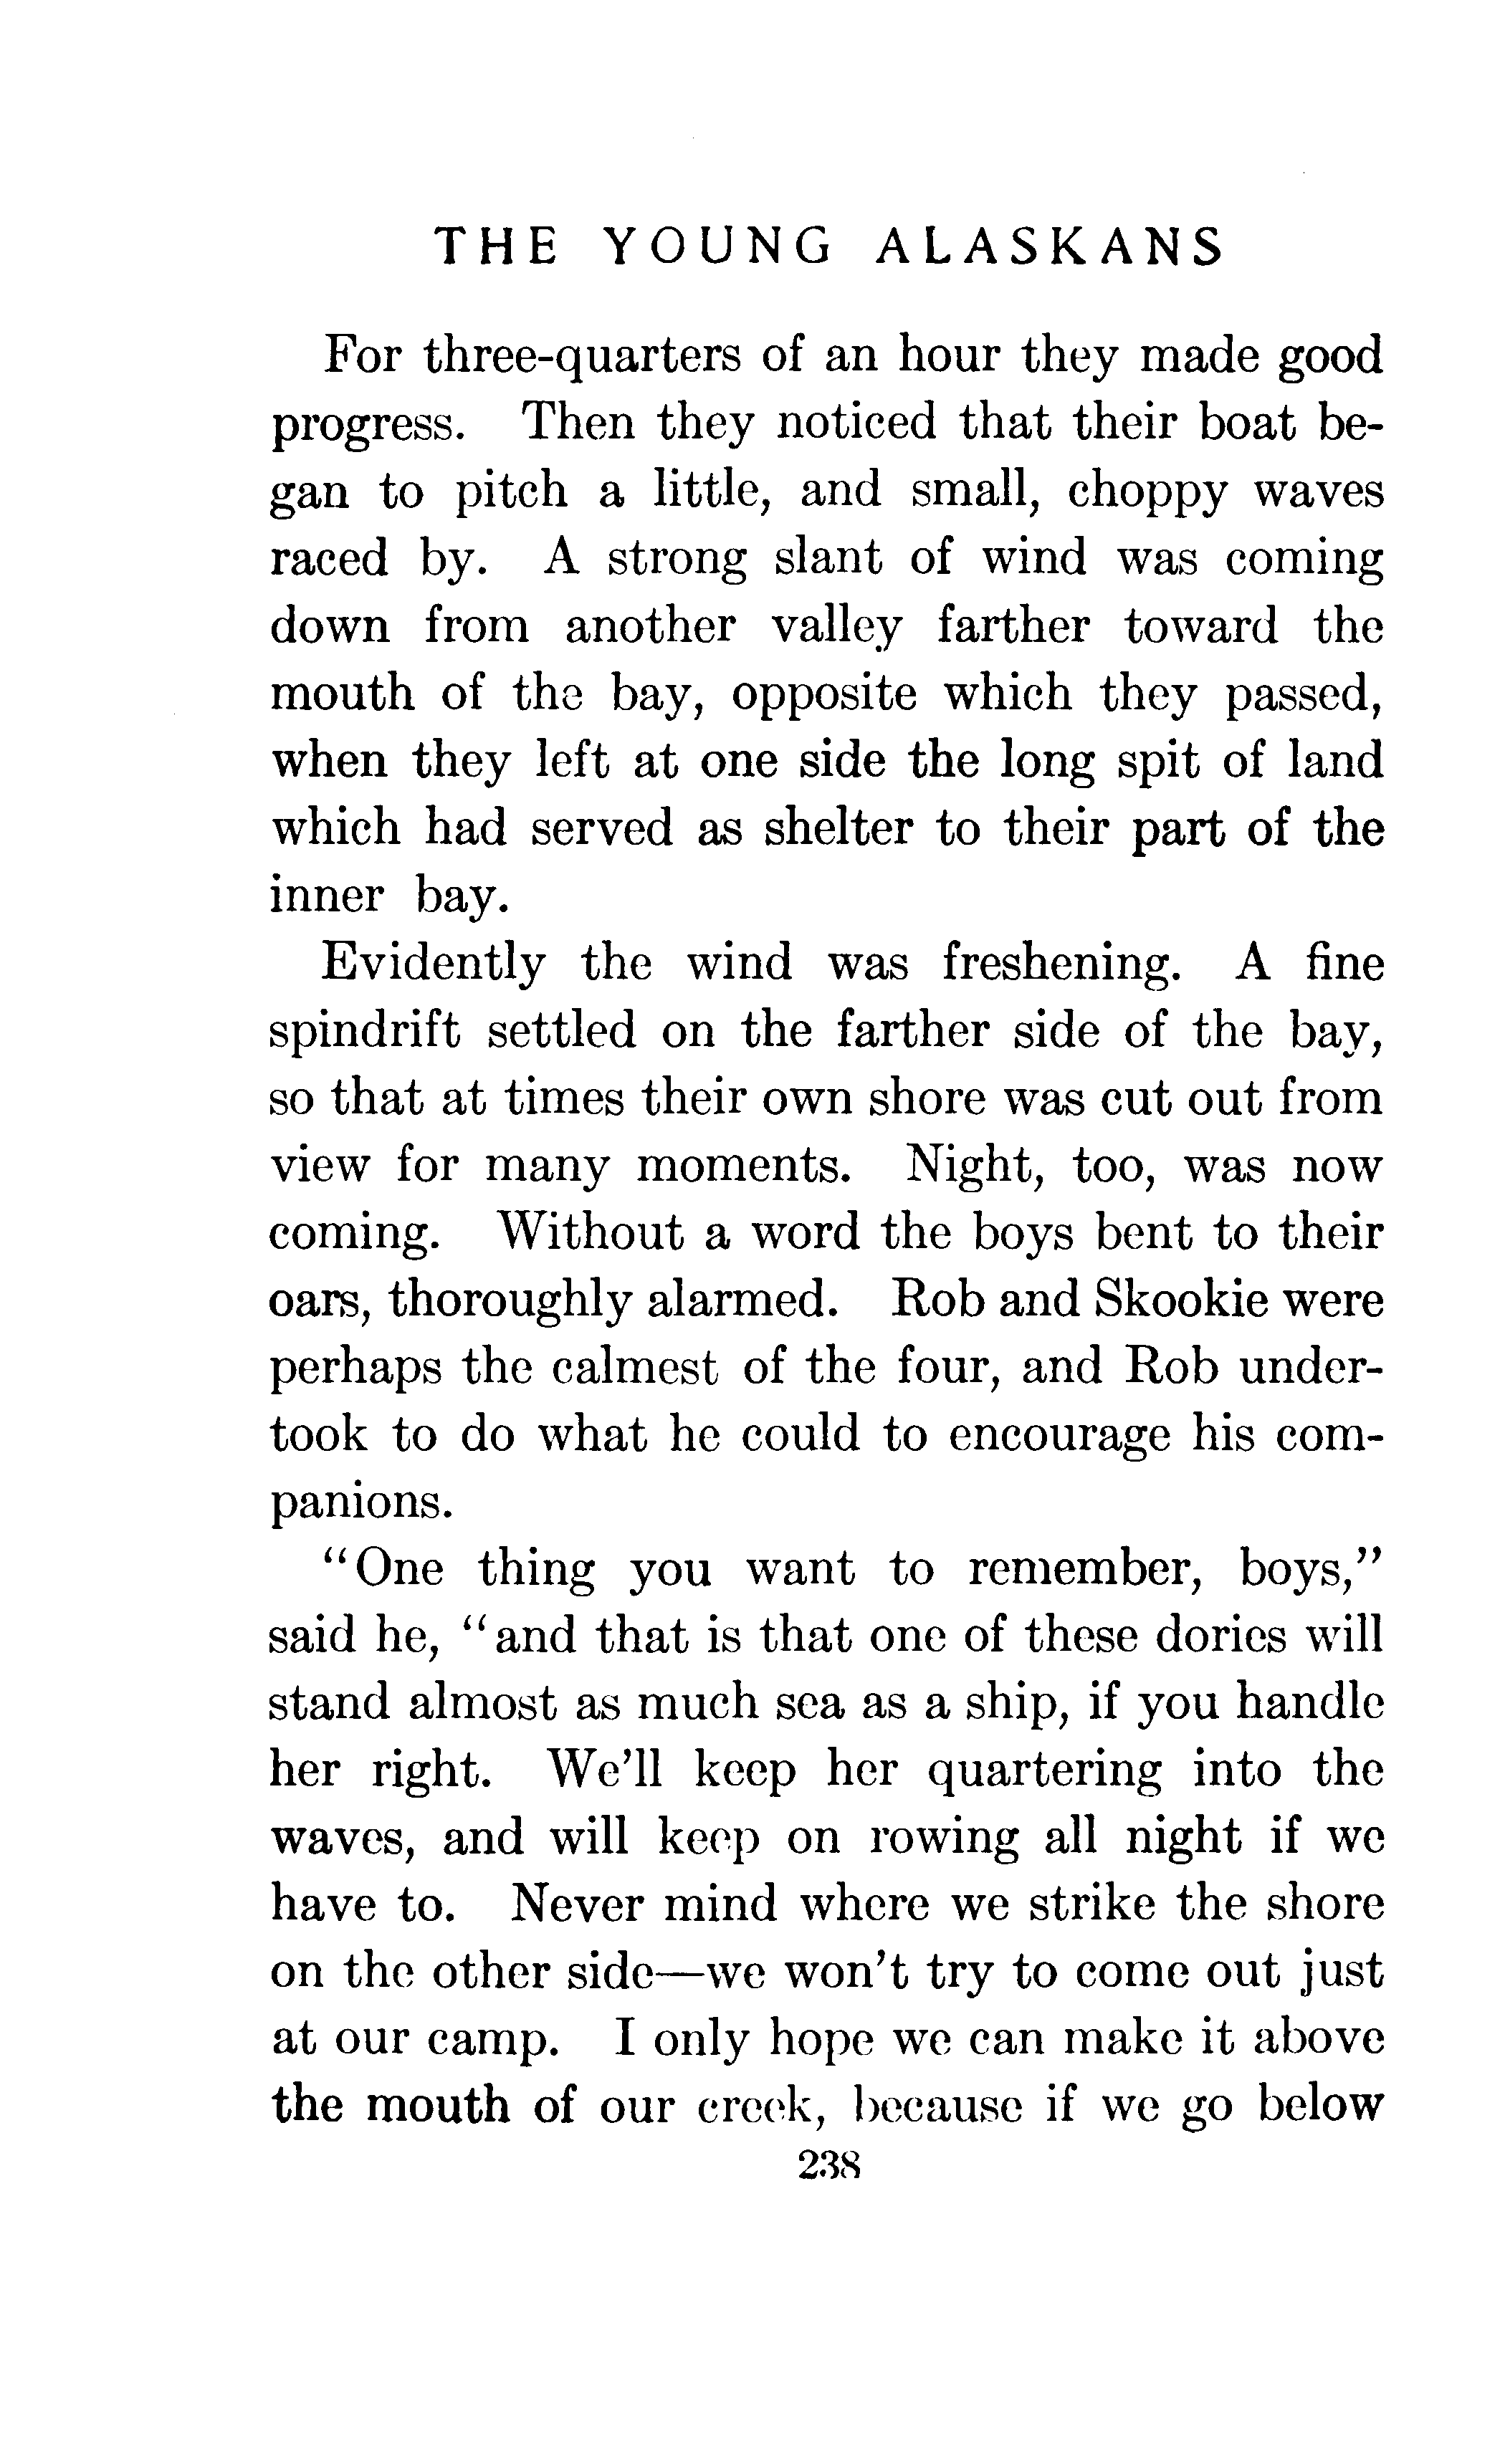 THE YOUNG ALASKANS
For three-quarters of an hour they made good
progress. Then they noticed that their boat be-
gan to pitch a little, and small, choppy waves
raced by. A strong slant of wind was coming
down from another valley farther toward the
mouth of the bay, opposite which they passed,
when they left at one side the long spit of land
which had served as shelter to their part of the
inner bay.
Evidently the wind was freshening. A fine
spindrift settled on the farther side of the bay,
so that at times their own shore was cut out from
view for many moments. Night, too, was now
coming. Without a word the boys bent to their
oars, thoroughly alarmed. Rob and Skookie were
perhaps the calmest of the four, and Rob under-
took to do what he could to encourage his com-
panions.
"One thing you want to remember, boys,"
said he, "and that is that one of these dories will
stand almost as much sea as a ship, if you handle
her right. We'll keep her quartering into the
waves, and will keep on rowing all night if we
have to. Never mind where we strike the shore
on the other side—we won't try to come out just
at our camp. I only hope we can make it above
the mouth of our creek, because if we go below
238